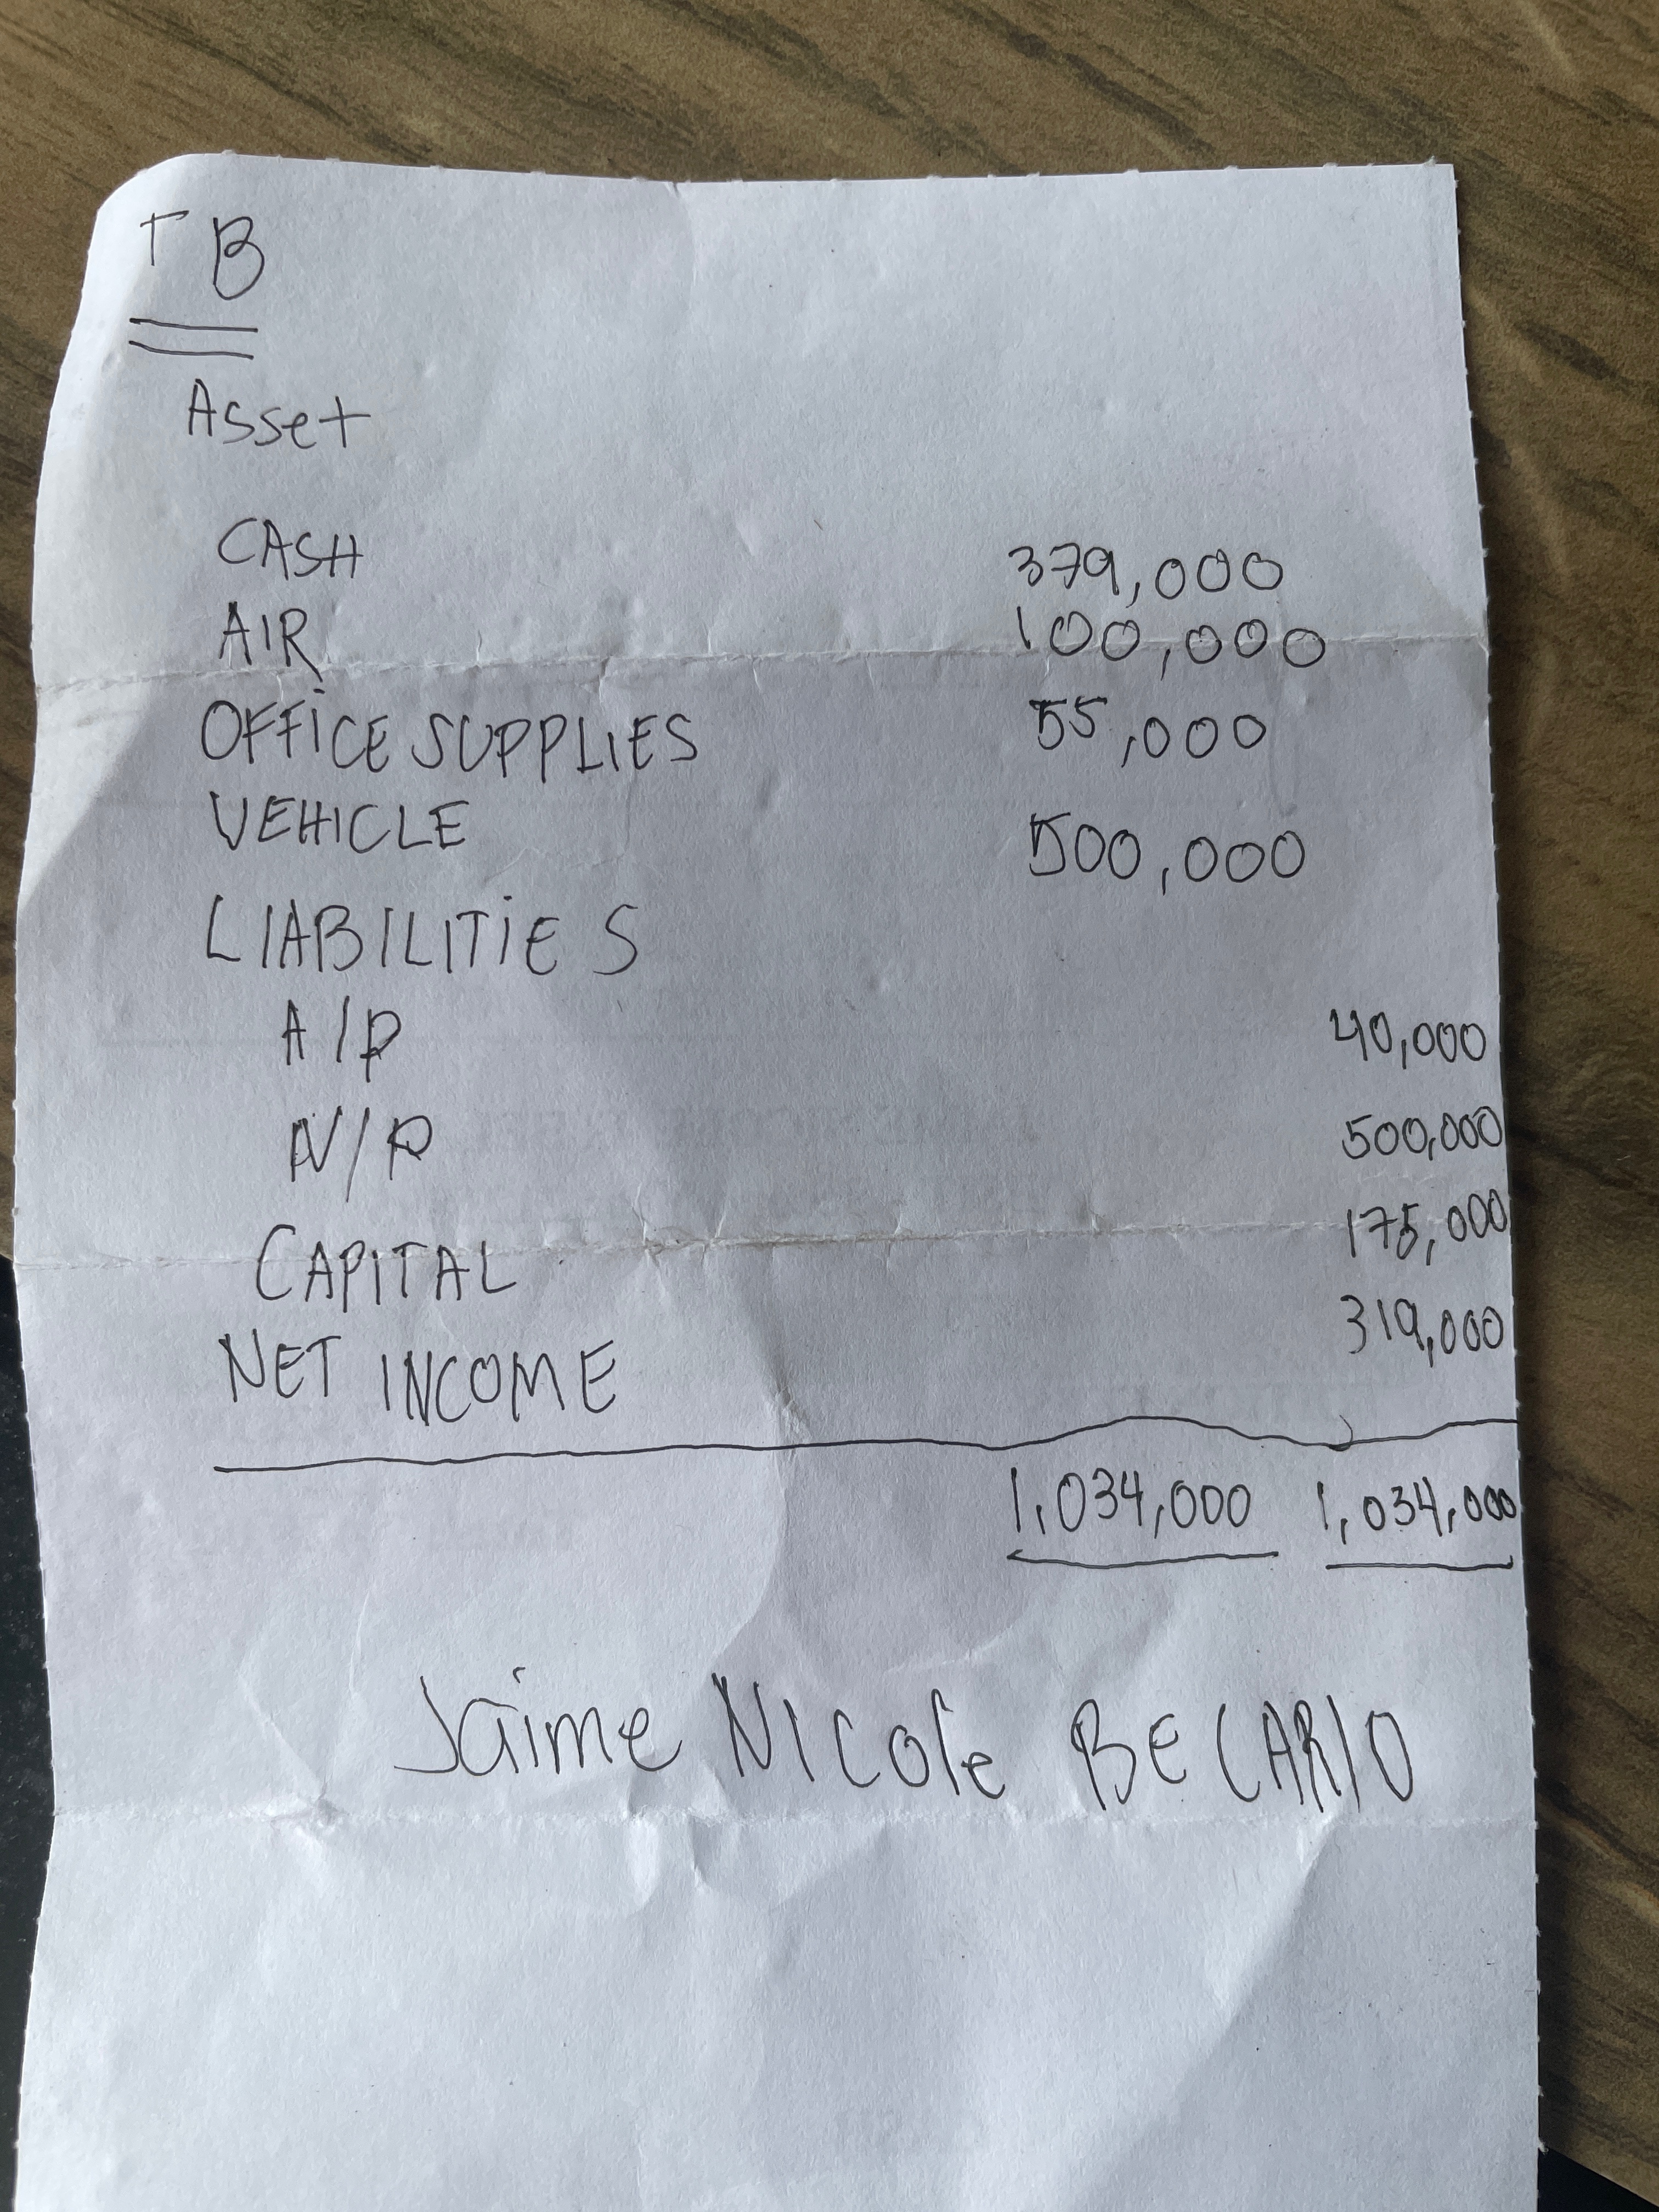 TB
Asset
CASH 379,000
A/R 100,000
OFFiCE SUPPLIES 55,000
VEHICLE 500,000
LIABILITiES
A/P 40,000
N/P 500,000
CAPITAL 175,000
NET INCOME 319,000
1,034,000 1,034,000
Jaime NICole BECARIO